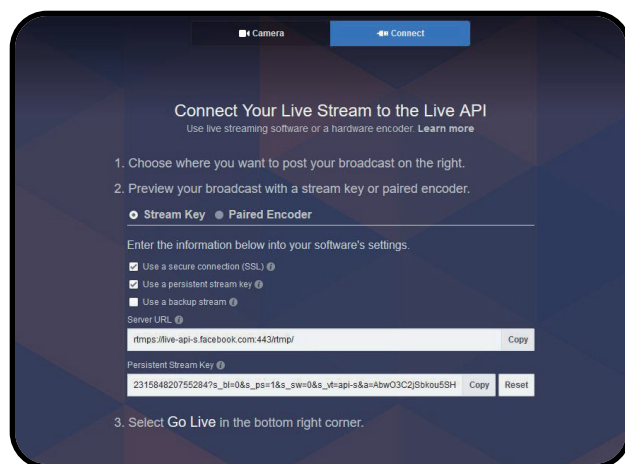 Camera
Connect
Connect Your Live Stream to the Live API
Use live streaming software or a hardware encoder. Learn more
1. Choose where you want to post your broadcast on the right.
2. Preview your broadcast with a stream key or paired encoder.
Stream Key Paired Encoder
Enter the information below into your software's settings.
Use a secure connection (SSL)
Use a persistent stream key
Use a backup stream
Server URL
rtmps://live-api-s.facebook.com:443/rtmp/ Copy
Persistent Stream Key
231584820755284?s_bl=0&s_ps=1&s_sw=0&s_vt=api-s&a=AbwO3C2jSbkou5SH Copy Reset
3. Select Go Live in the bottom right corner.